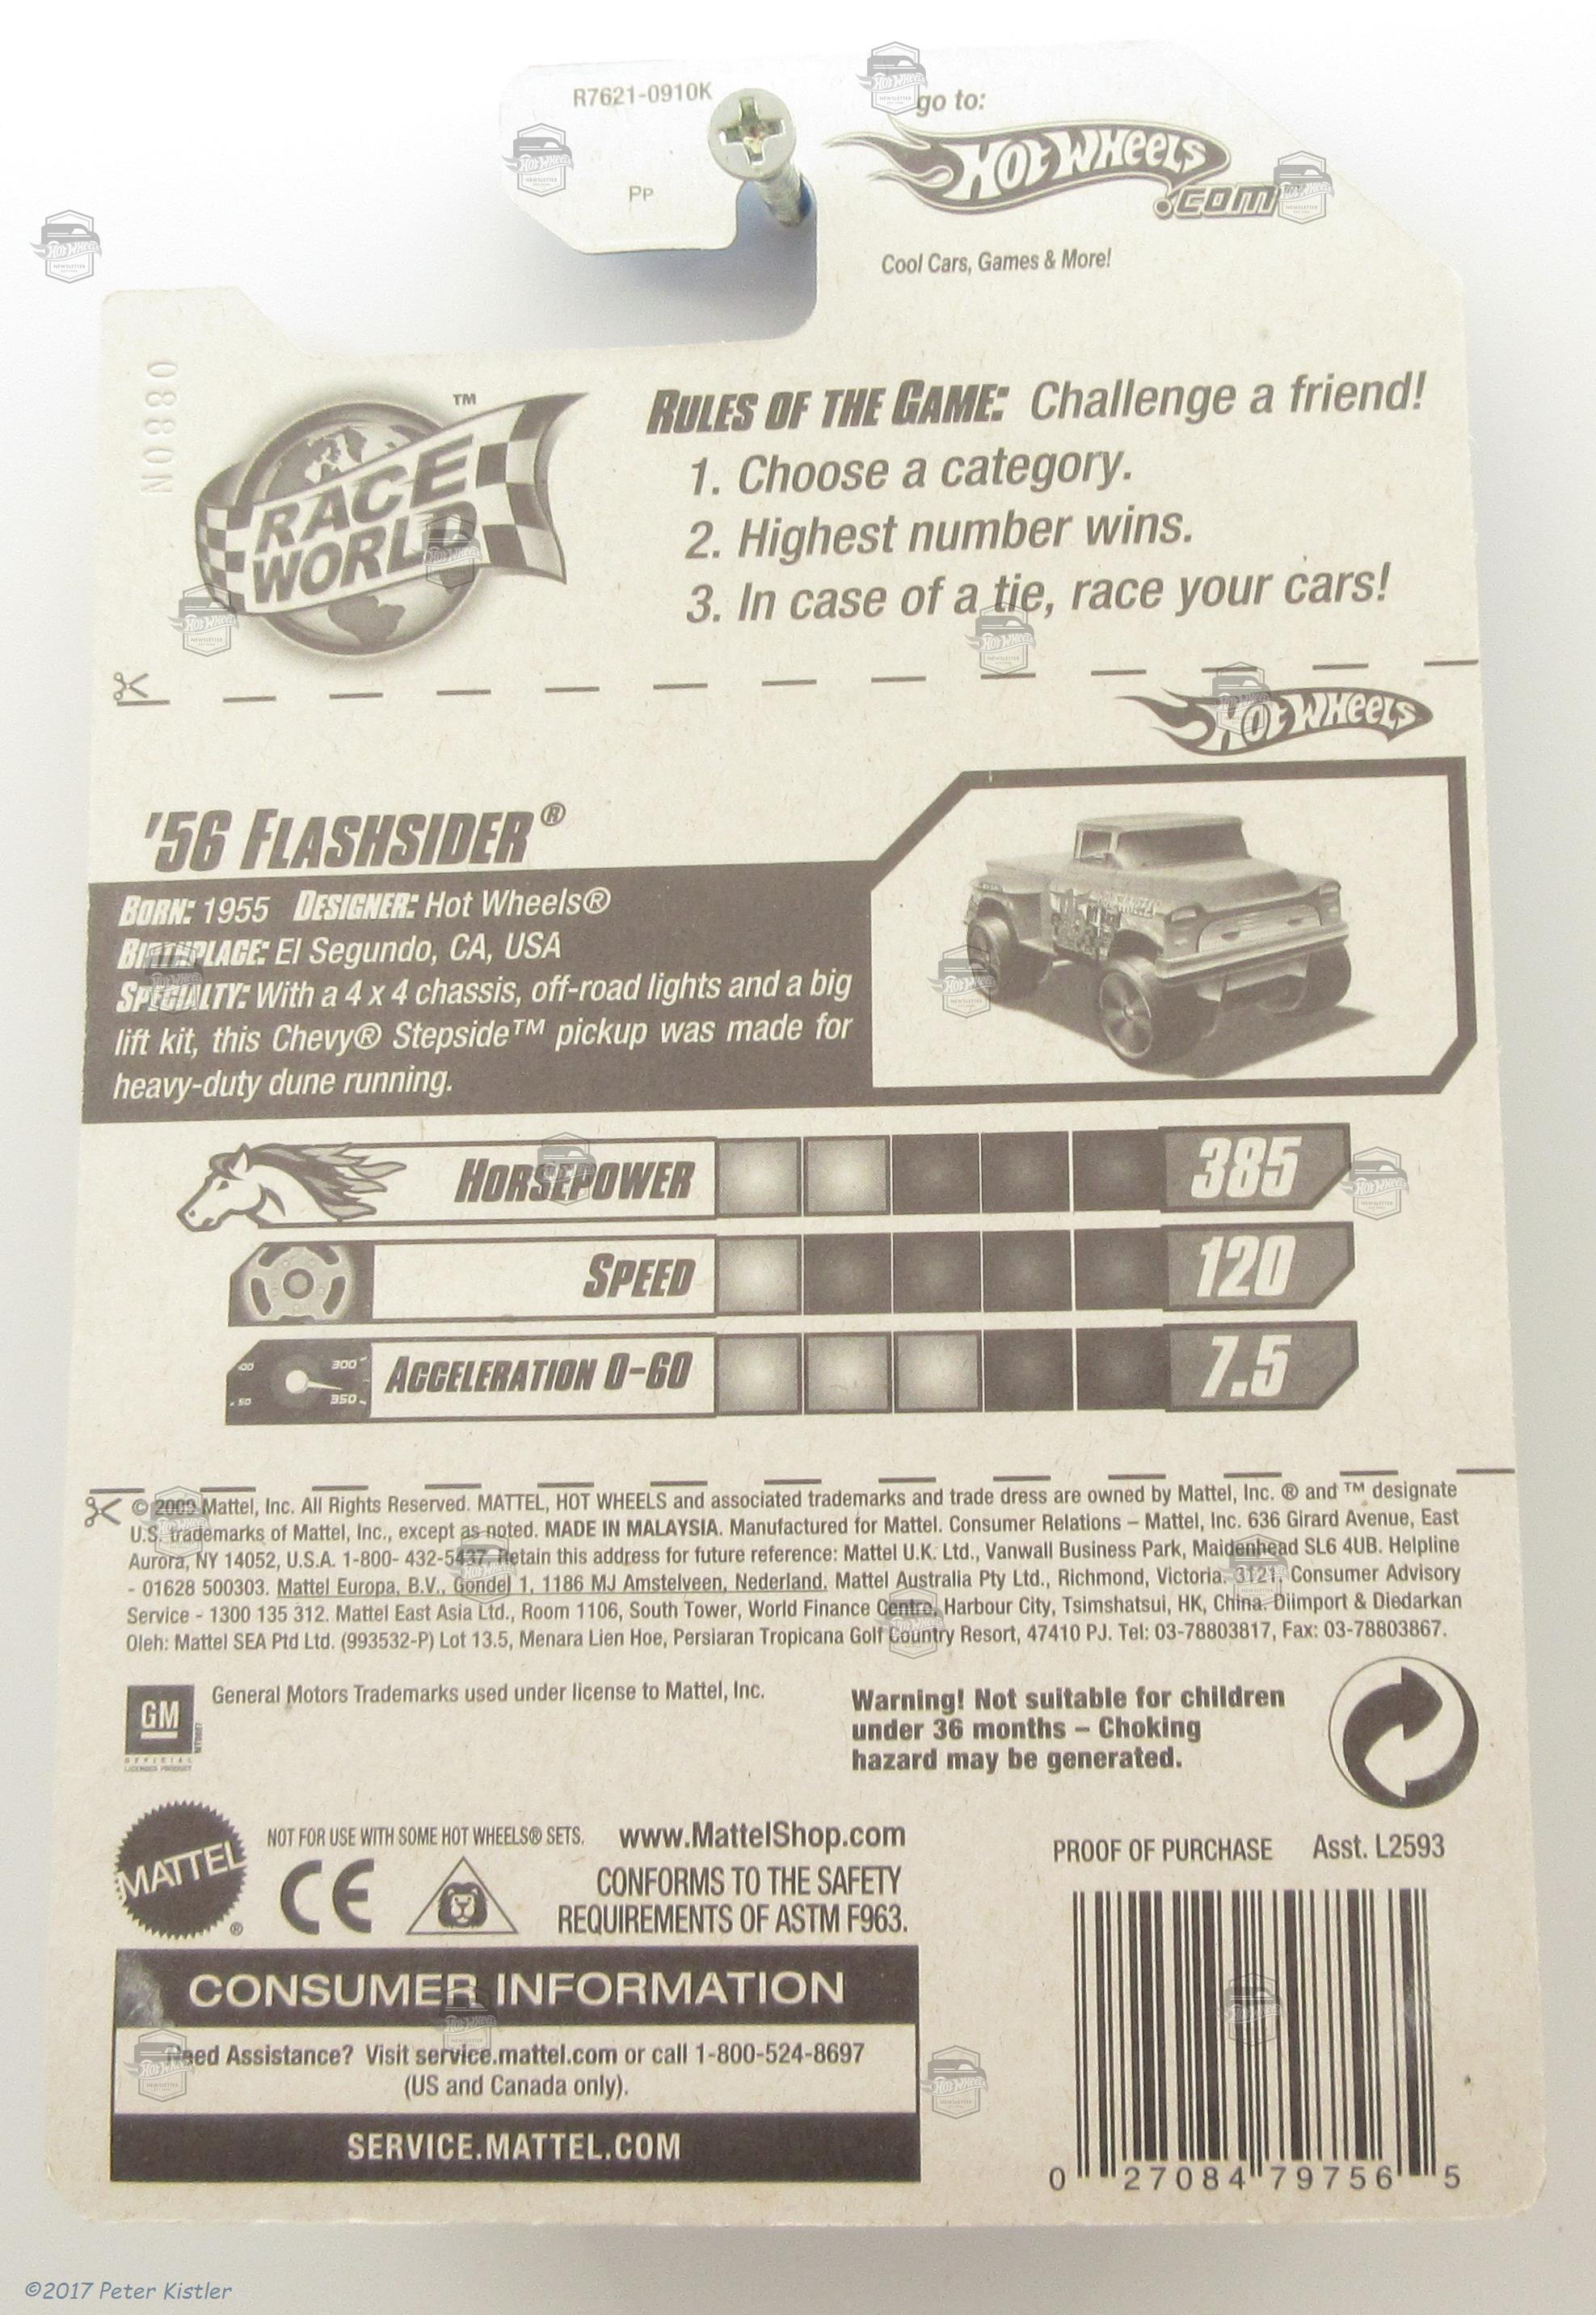 R7621-0910K
PP
go to:
Hot Wheels
.com
Cool Cars, Games & More!
N0880
RACE
WORLD
TM
RULES OF THE GAME: Challenge a friend!
1. Choose a category.
2. Highest number wins.
3. In case of a tie, race your cars!
Hot Wheels
'56 FLASHSIDER®
BORN: 1955 DESIGNER: Hot Wheels®
BIRTHPLACE: El Segundo, CA, USA
SPECIALTY: With a 4 x 4 chassis, off-road lights and a big
lift kit, this Chevy® Stepside™ pickup was made for
heavy-duty dune running.
HORSEPOWER 385
SPEED 120
300
50 350
ACCELERATION 0-60 7.5
© 2009 Mattel, Inc. All Rights Reserved. MATTEL, HOT WHEELS and associated trademarks and trade dress are owned by Mattel, Inc. ® and ™ designate
U.S. trademarks of Mattel, Inc., except as noted. MADE IN MALAYSIA. Manufactured for Mattel. Consumer Relations – Mattel, Inc. 636 Girard Avenue, East
Aurora, NY 14052, U.S.A. 1-800- 432-5437. Retain this address for future reference: Mattel U.K. Ltd., Vanwall Business Park, Maidenhead SL6 4UB. Helpline
- 01628 500303. Mattel Europa, B.V., Gondel 1, 1186 MJ Amstelveen, Nederland. Mattel Australia Pty Ltd., Richmond, Victoria. 3121. Consumer Advisory
Service - 1300 135 312. Mattel East Asia Ltd., Room 1106, South Tower, World Finance Centre, Harbour City, Tsimshatsui, HK, China. Diimport & Diedarkan
Oleh: Mattel SEA Ptd Ltd. (993532-P) Lot 13.5, Menara Lien Hoe, Persiaran Tropicana Golf Country Resort, 47410 PJ. Tel: 03-78803817, Fax: 03-78803867.
GM
OFFICIAL
LICENSED PRODUCT
General Motors Trademarks used under license to Mattel, Inc.
Warning! Not suitable for children
under 36 months – Choking
hazard may be generated.
MATTEL®
NOT FOR USE WITH SOME HOT WHEELS® SETS.
www.MattelShop.com
CE
CONFORMS TO THE SAFETY
REQUIREMENTS OF ASTM F963.
PROOF OF PURCHASE Asst. L2593
CONSUMER INFORMATION
Need Assistance? Visit service.mattel.com or call 1-800-524-8697
(US and Canada only).
SERVICE.MATTEL.COM
0 27084 79756 5
©2017 Peter Kistler